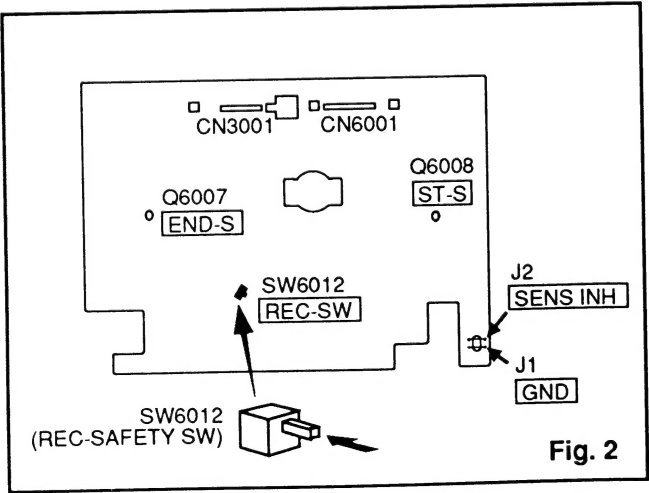 CN3001
CN6001
Q6008
ST-S
Q6007
END-S
SW6012
REC-SW
J2
SENS INH
J1
GND
SW6012
(REC-SAFETY SW)
Fig. 2